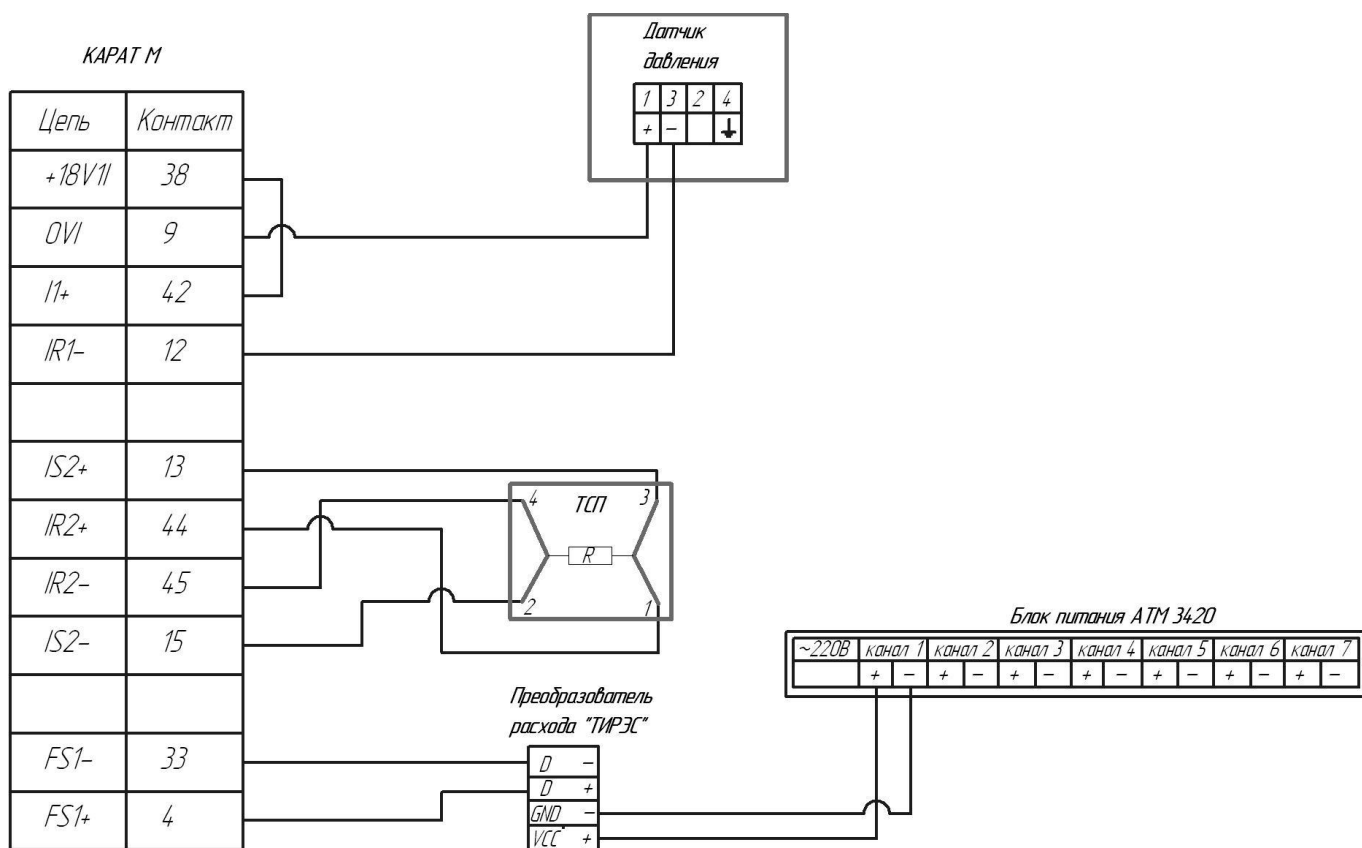 КАРАТ М
Цепь Контакт
+18V1I 38
0VI 9
I1+ 42
IR1– 12
IS2+ 13
IR2+ 44
IR2– 45
IS2– 15
FS1– 33
FS1+ 4
Датчик
давления
1 3 2 4
+ –
4 ТСП 3
R
2 1
Преобразователь
расхода "ТИРЭС"
D –
D +
GND –
VCC +
Блок питания АТМ 3420
~220В канал 1 канал 2 канал 3 канал 4 канал 5 канал 6 канал 7
+ – + – + – + – + – + – + –